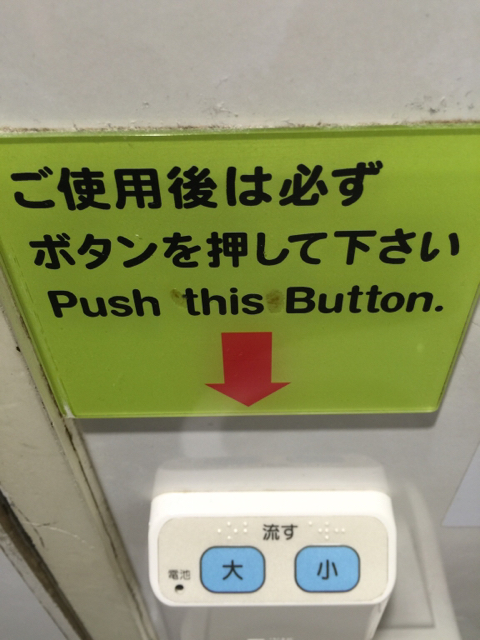 ご使用後は必ず
ボタンを押して下さい
Push this Button.
流す
電池
大 小